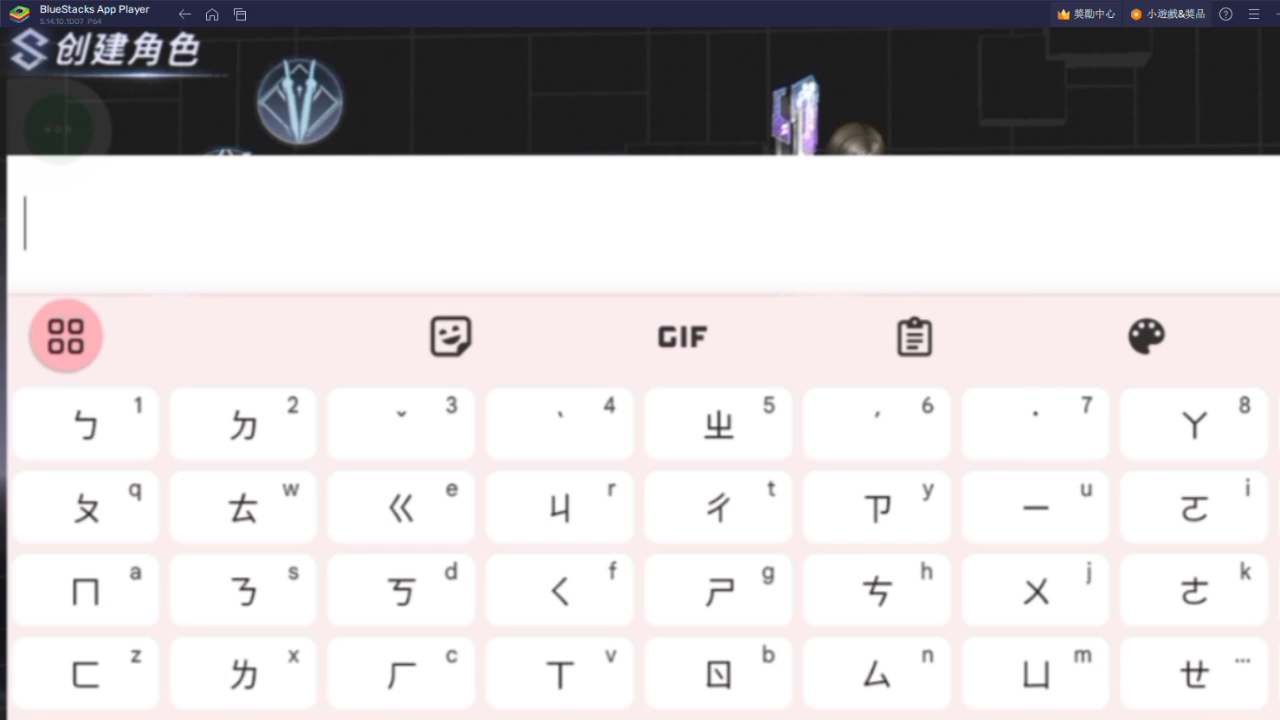 BlueStacks App Player
5.14.10.1007 P64
獎勵中心
小遊戲&獎品
创建角色
GIF
ㄅ 1 ㄉ 2 ˇ 3 ˋ 4 ㄓ 5 ˊ 6 ˙ 7 ㄚ 8
ㄆ q ㄊ w ㄍ e ㄐ r ㄔ t ㄗ y ㄧ u ㄛ i
ㄇ a ㄋ s ㄎ d ㄑ f ㄕ g ㄘ h ㄨ j ㄜ k
ㄈ z ㄌ x ㄏ c ㄒ v ㄖ b ㄙ n ㄩ m ㄝ ...